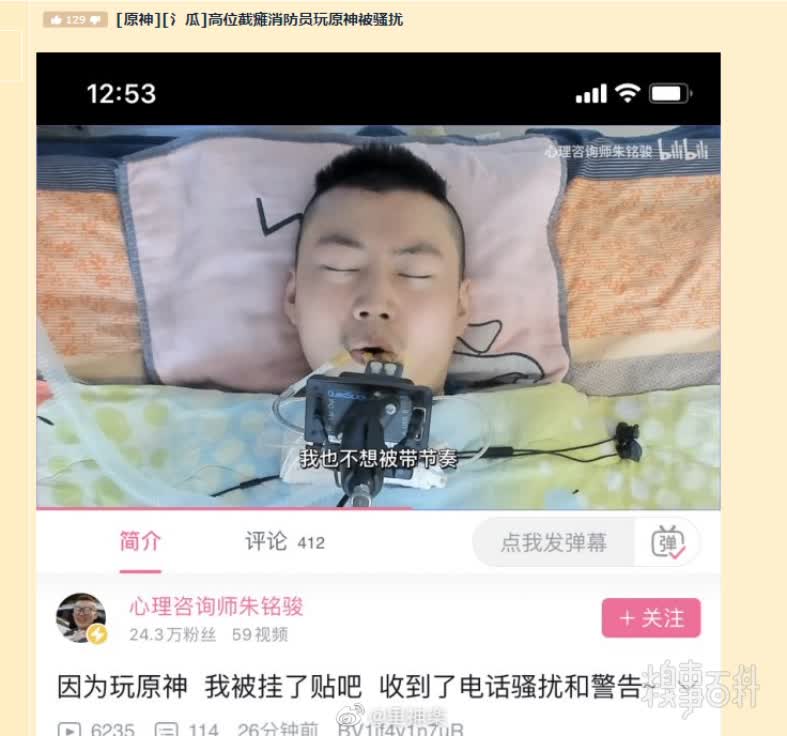 129 [原神][氵瓜]高位截瘫消防员玩原神被骚扰
12:53
心理咨询师朱铭骏 bilibili
QuadStick
我也不想被带节奏
简介 评论 412 点我发弹幕 弹
心理咨询师朱铭骏
24.3万粉丝 59视频
+ 关注
因为玩原神 我被挂了贴吧 收到了电话骚扰和警告~
6235 114 26分钟前